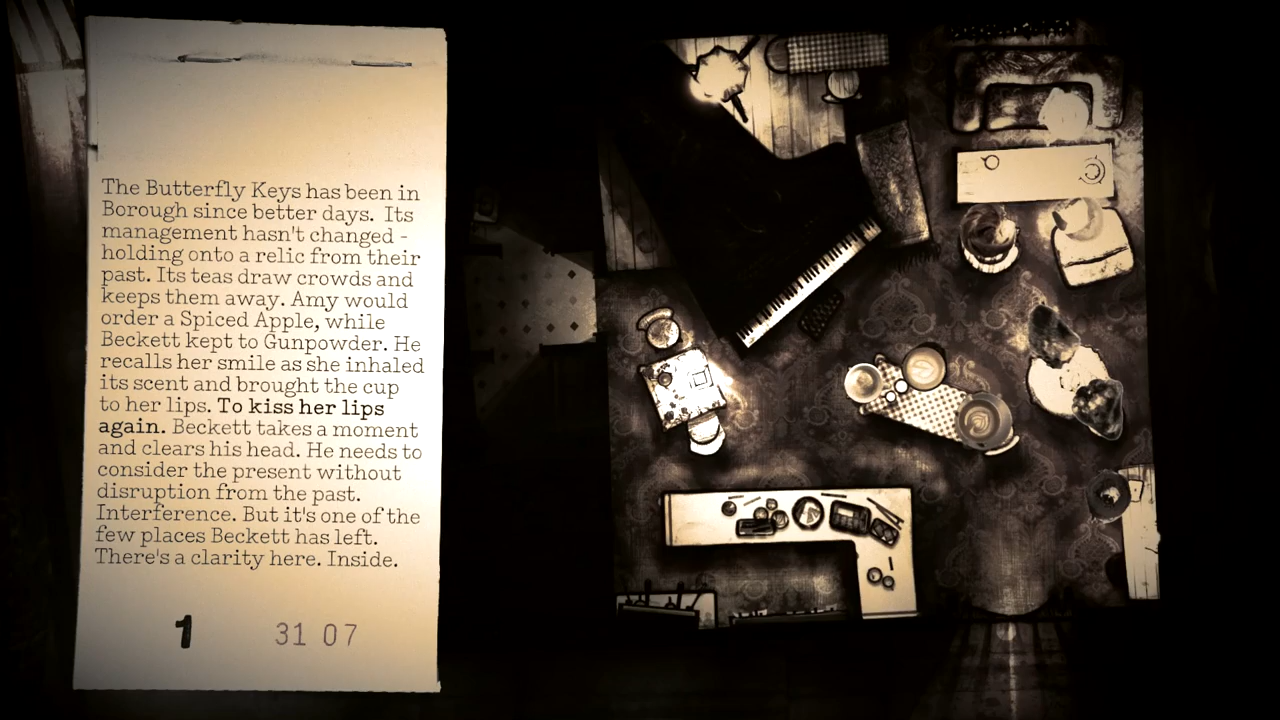 The Butterfly Keys has been in
Borough since better days. Its
management hasn't changed -
holding onto a relic from their
past. Its teas draw crowds and
keeps them away. Amy would
order a Spiced Apple, while
Beckett kept to Gunpowder. He
recalls her smile as she inhaled
its scent and brought the cup
to her lips. To kiss her lips
again. Beckett takes a moment
and clears his head. He needs to
consider the present without
disruption from the past.
Interference. But it's one of the
few places Beckett has left.
There's a clarity here. Inside.
1 31 07